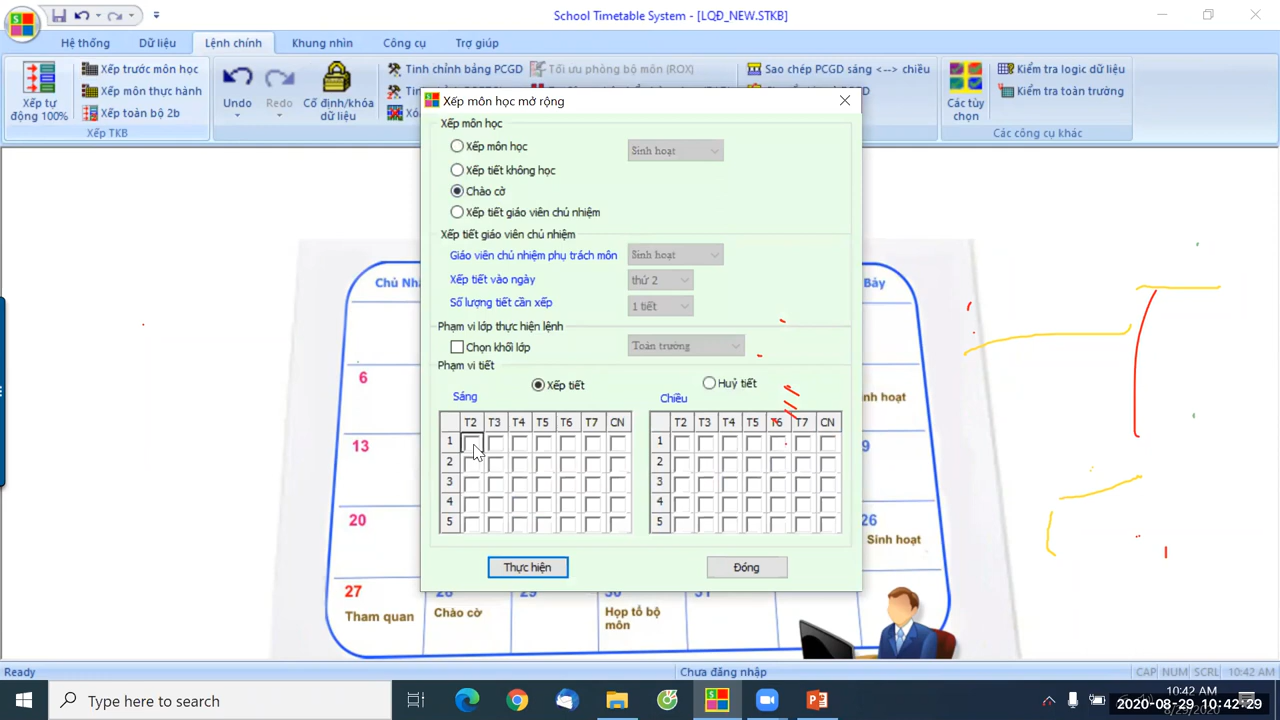 School Timetable System - [LQĐ_NEW.STKB]
Hệ thống
Dữ liệu
Lệnh chính
Khung nhìn
Công cụ
Trợ giúp
Xếp tự động 100%
Xếp trước môn học
Xếp môn thực hành
Xếp toàn bộ 2b
Xếp TKB
Undo
Redo
Cố định/khóa dữ liệu
Tinh chỉnh bảng PCGD
Tối ưu phòng bộ môn (ROX)
Sao chép PCGD sáng <--> chiều
Các tùy chọn
Kiểm tra logic dữ liệu
Kiểm tra toàn trường
Các công cụ khác
Xếp môn học mở rộng
Xếp môn học
Xếp môn học
Sinh hoạt
Xếp tiết không học
Chào cờ
Xếp tiết giáo viên chủ nhiệm
Xếp tiết giáo viên chủ nhiệm
Giáo viên chủ nhiệm phụ trách môn
Sinh hoạt
Xếp tiết vào ngày
thứ 2
Số lượng tiết cần xếp
1 tiết
Phạm vi lớp thực hiện lệnh
Chọn khối lớp
Toàn trường
Phạm vi tiết
Xếp tiết
Huỷ tiết
Sáng
Chiều
T2 T3 T4 T5 T6 T7 CN
T2 T3 T4 T5 T6 T7 CN
1 1
2 2
3 3
4 4
5 5
Thực hiện
Đóng
Bảy
6
13
20
26
Sinh hoạt
27
Tham quan
Chào cờ
29
31
Họp tổ bộ môn
Ready
Chưa đăng nhập
CAP NUM SCRL 10:42 AM
Type here to search
10:42 AM
2020-08-29 10:42:29